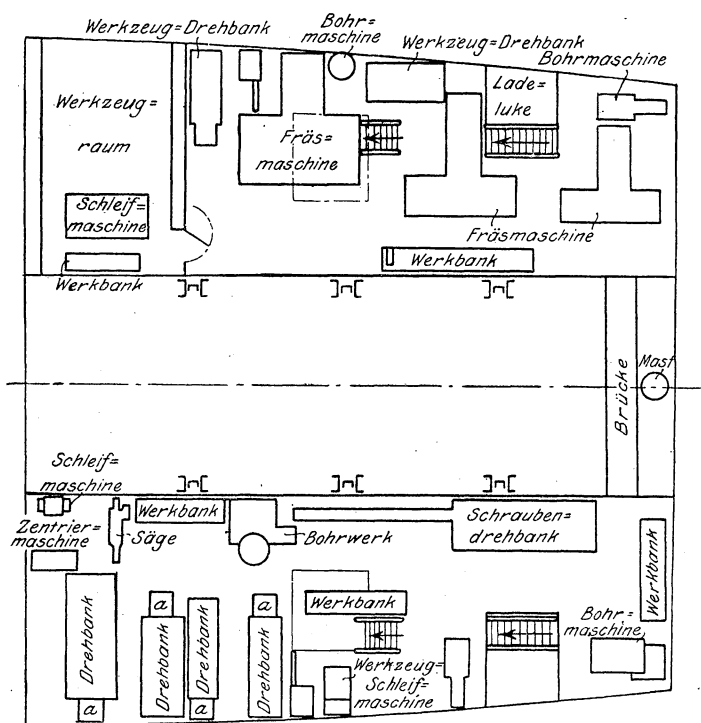 Werkzeug=Drehbank
Bohr=
maschine
Werkzeug=Drehbank
Bohrmaschine
Werkzeug=
raum
Lade=
luke
Fräs=
maschine
Schleif=
maschine
Fräsmaschine
Werkbank
Werkbank
Brücke
Mast
Schleif=
maschine
Zentrier=
maschine
Säge
Werkbank
Bohrwerk
Schrauben=
drehbank
Werkbank
Drehbank
a
a
Drehbank
Drehbank
a
a
Drehbank
Werkbank
Werkzeug=
Schleif=
maschine
Bohr=
maschine